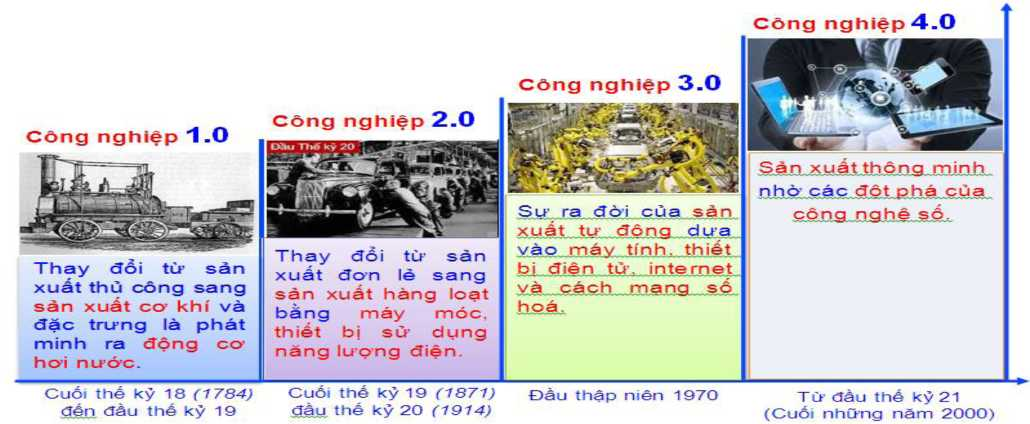 Công nghiệp 1.0
Thay đổi từ sản
xuất thủ công sang
sản xuất cơ khí và
đặc trưng là phát
minh ra động cơ
hơi nước.
Cuối thế kỷ 18 (1784)
đến đầu thế kỷ 19
Công nghiệp 2.0
Đầu Thế kỷ 20
Thay đổi từ sản
xuất đơn lẻ sang
sản xuất hàng loạt
bằng máy móc,
thiết bị sử dụng
năng lượng điện.
Cuối thế kỷ 19 (1871)
đầu thế kỷ 20 (1914)
Công nghiệp 3.0
Sự ra đời của sản
xuất tự động dựa
vào máy tính, thiết
bị điện tử, internet
và cách mạng số
hoá.
Đầu thập niên 1970
Công nghiệp 4.0
Sản xuất thông minh
nhờ các đột phá của
công nghệ số.
Từ đầu thế kỷ 21
(Cuối những năm 2000)